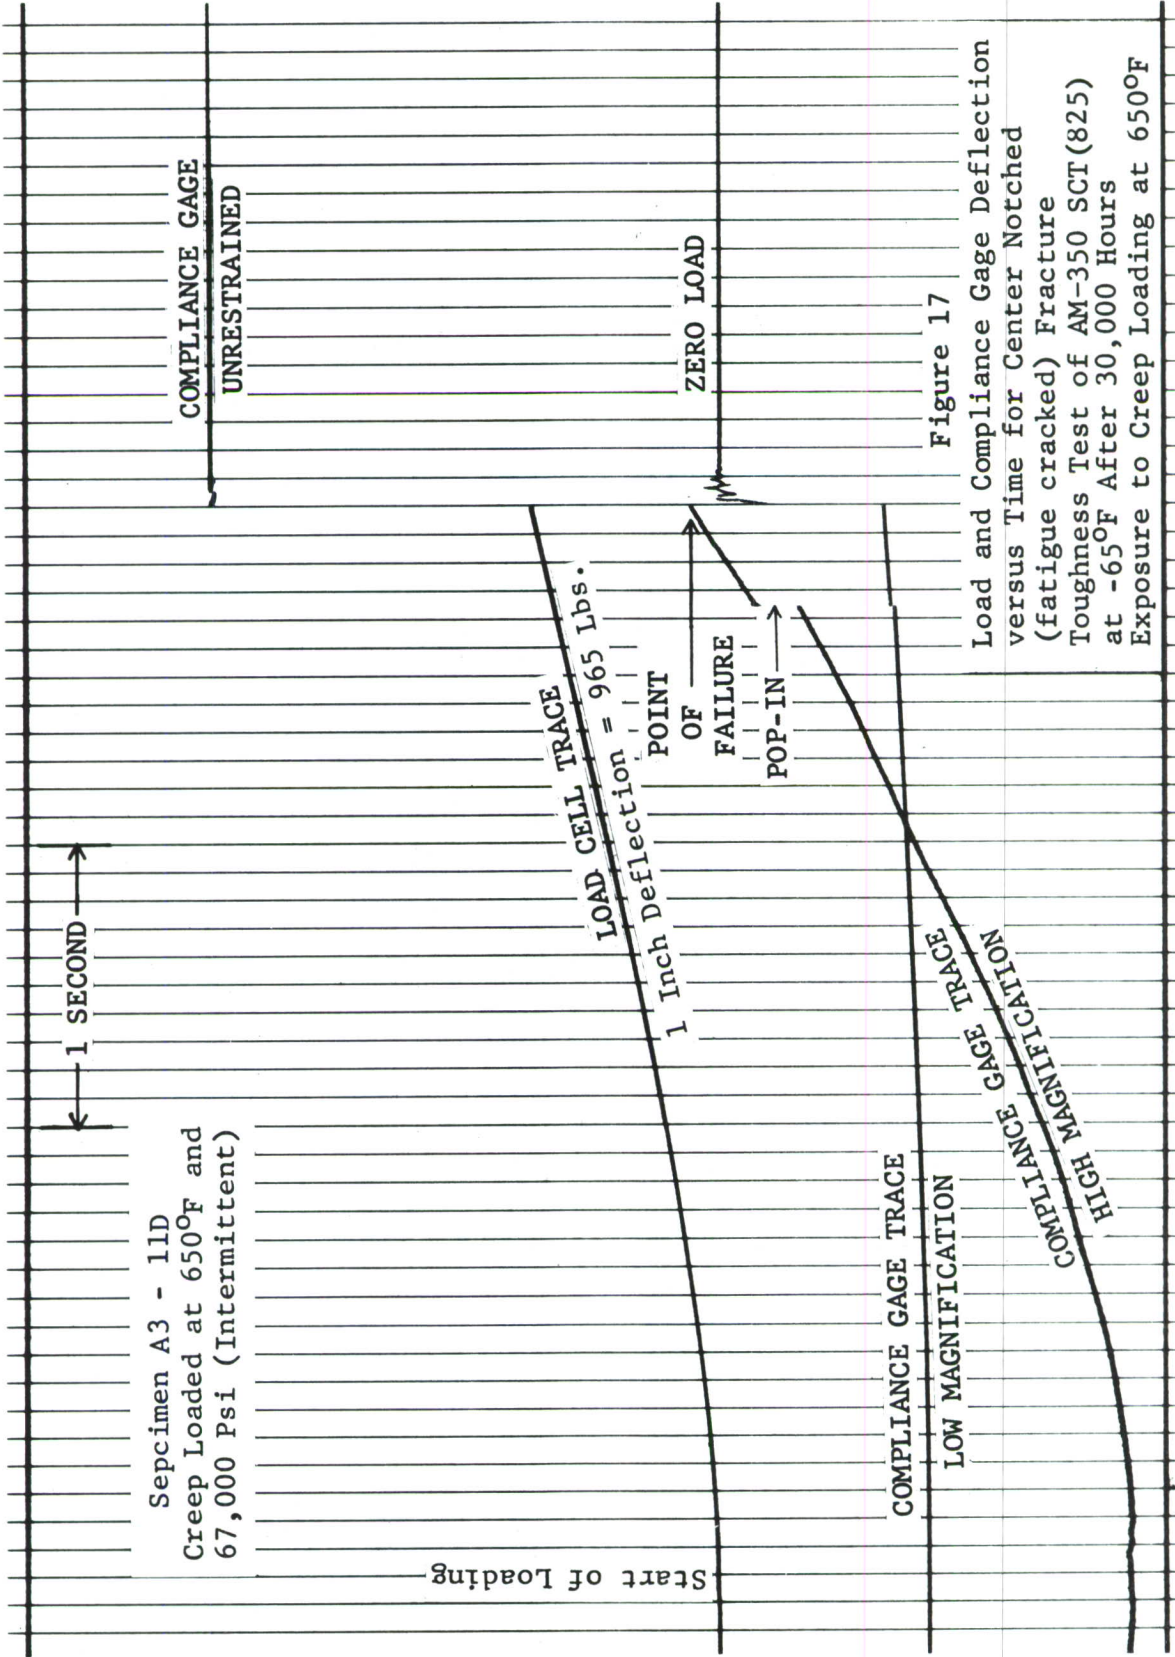 Sepcimen A3 - 11D
Creep Loaded at 650°F and
67,000 Psi (Intermittent)
1 SECOND
COMPLIANCE GAGE
UNRESTRAINED
LOAD CELL TRACE
1 Inch Deflection = 965 Lbs.
Start of Loading
POINT
OF
FAILURE
POP-IN
ZERO LOAD
COMPLIANCE GAGE TRACE
LOW MAGNIFICATION
COMPLIANCE GAGE TRACE
HIGH MAGNIFICATION
Figure 17
Load and Compliance Gage Deflection
versus Time for Center Notched
(fatigue cracked) Fracture
Toughness Test of AM-350 SCT(825)
at -65°F After 30,000 Hours
Exposure to Creep Loading at 650°F